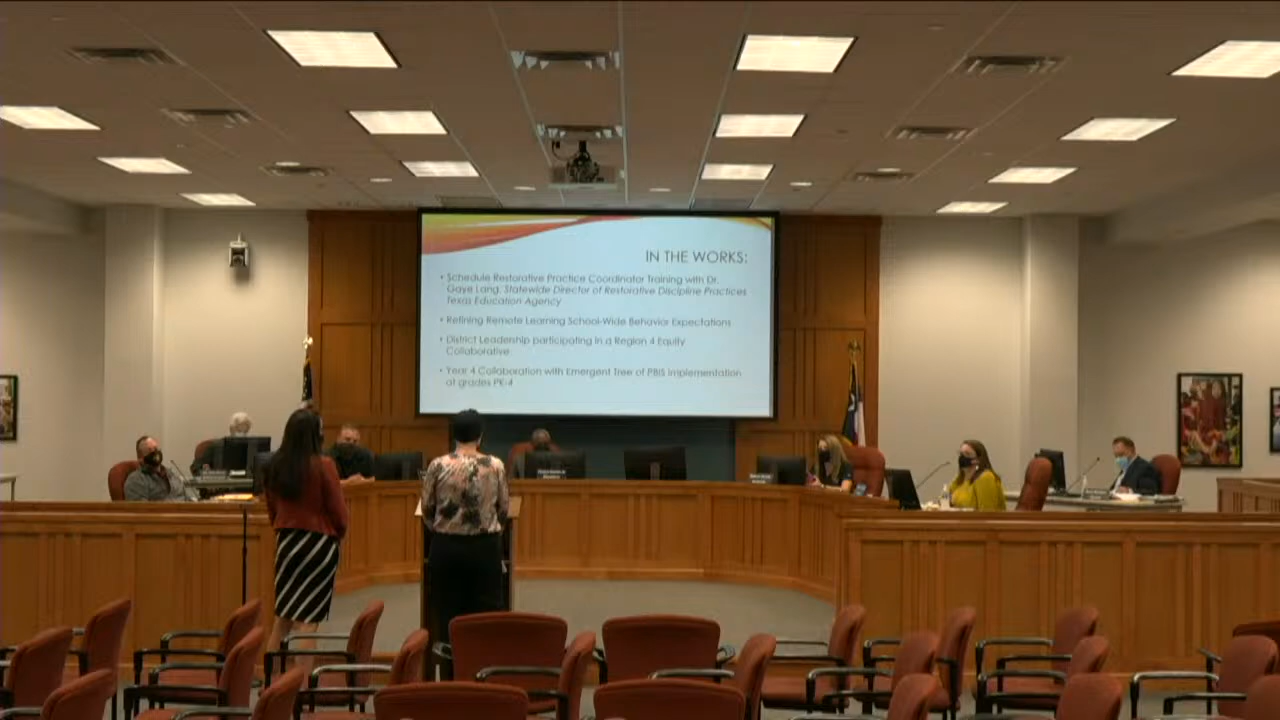 IN THE WORKS:
• Schedule Restorative Practice Coordinator Training with Dr.
Gaye Lang, Statewide Director of Restorative Discipline Practices
Texas Education Agency
• Refining Remote Learning School-Wide Behavior Expectations
• District Leadership participating in a Region 4 Equity
Collaborative
• Year 4 Collaboration with Emergent Tree of PBIS implementation
at grades PK-4